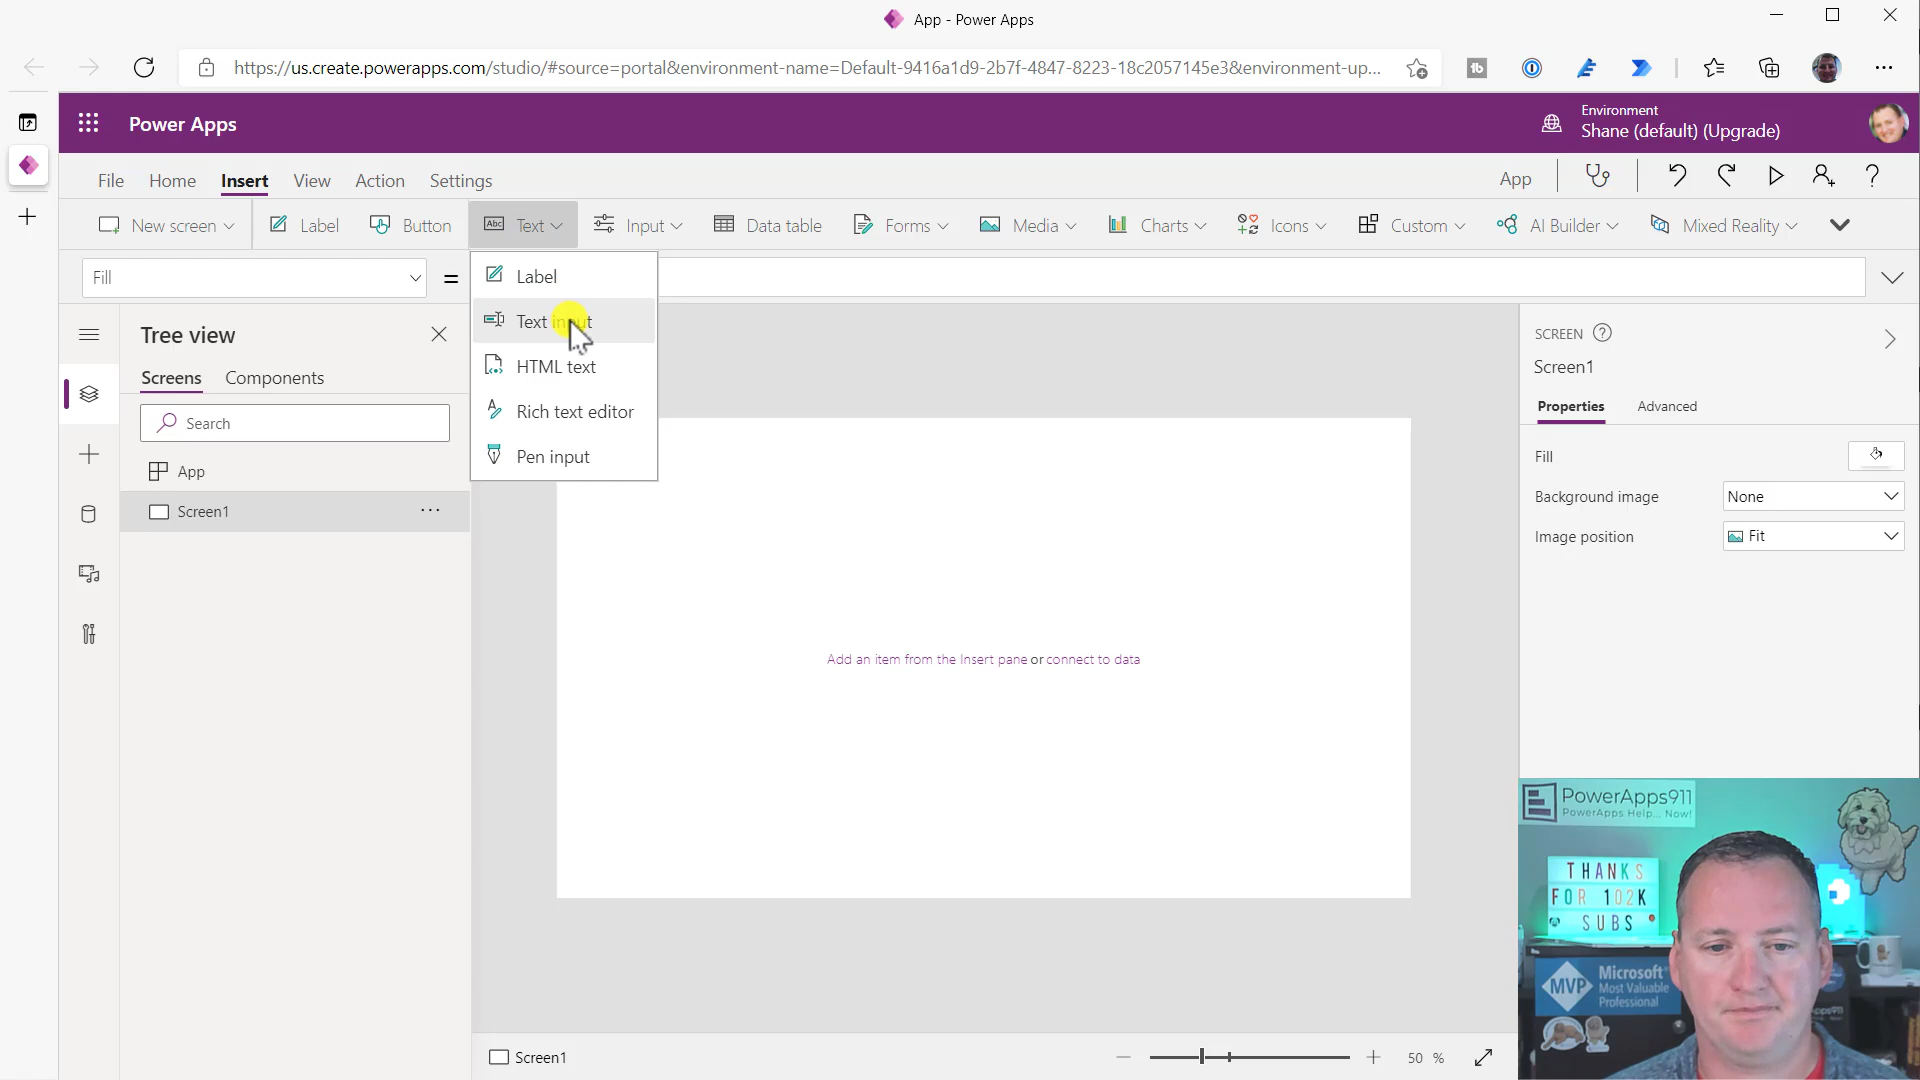 App - Power Apps
https://us.create.powerapps.com/studio/#source=portal&environment-name=Default-9416a1d9-2b7f-4847-8223-18c2057145e3&environment-up...
Power Apps
Environment
Shane (default) (Upgrade)
File Home Insert View Action Settings App
New screen Label Button Abc Text Input Data table Forms Media Charts Icons Custom AI Builder Mixed Reality
Fill =
Label
Text input
HTML text
Rich text editor
Pen input
Tree view
Screens Components
Search
App
Screen1 ...
Add an item from the Insert pane or connect to data
SCREEN
Screen1
Properties Advanced
Fill
Background image None
Image position Fit
PowerApps911
PowerApps Help... Now!
THANKS
FOR 102K
SUBS
MVP
Microsoft
Most Valuable
Professional
Screen1
50 %